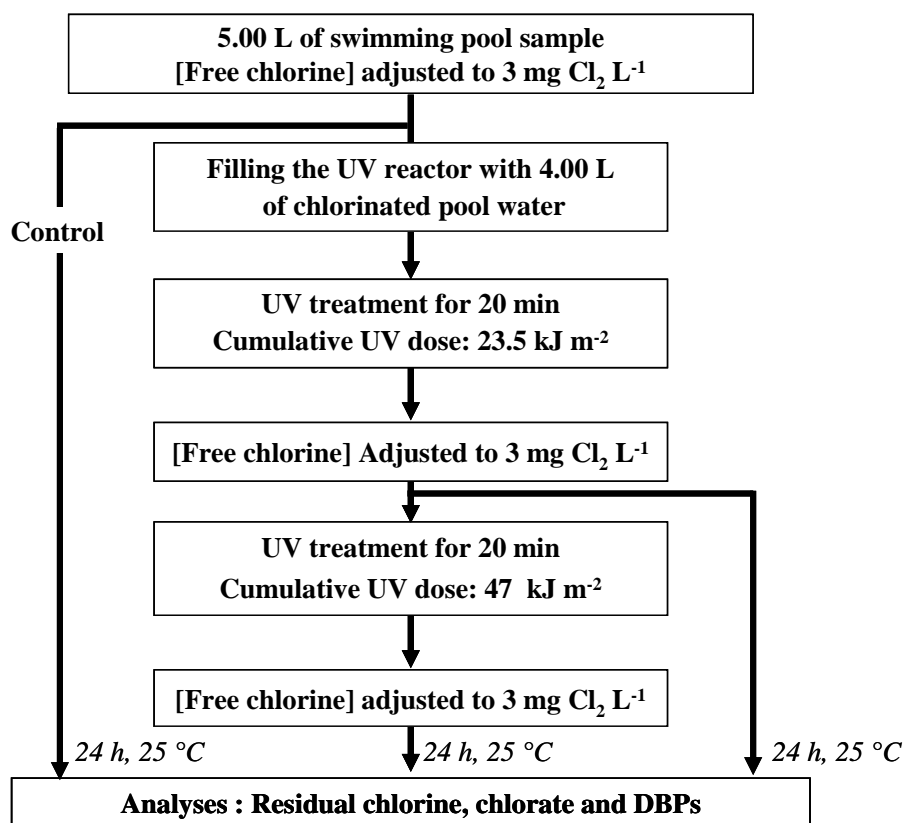 5.00 L of swimming pool sample
[Free chlorine] adjusted to 3 mg Cl₂ L⁻¹
Filling the UV reactor with 4.00 L
of chlorinated pool water
Control
UV treatment for 20 min
Cumulative UV dose: 23.5 kJ m⁻²
[Free chlorine] Adjusted to 3 mg Cl₂ L⁻¹
UV treatment for 20 min
Cumulative UV dose: 47 kJ m⁻²
[Free chlorine] adjusted to 3 mg Cl₂ L⁻¹
24 h, 25 °C
24 h, 25 °C
24 h, 25 °C
Analyses : Residual chlorine, chlorate and DBPs